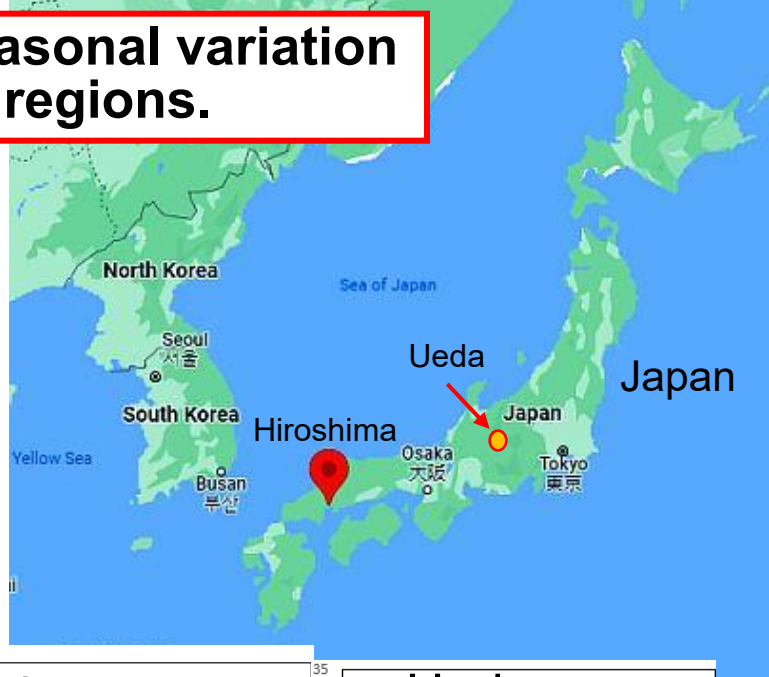 asonal variation
regions.
North Korea
Sea of Japan
Seoul
서울
Ueda
Japan
South Korea
Japan
Hiroshima
Osaka
大阪
Tokyo
東京
Yellow Sea
Busan
부산
35